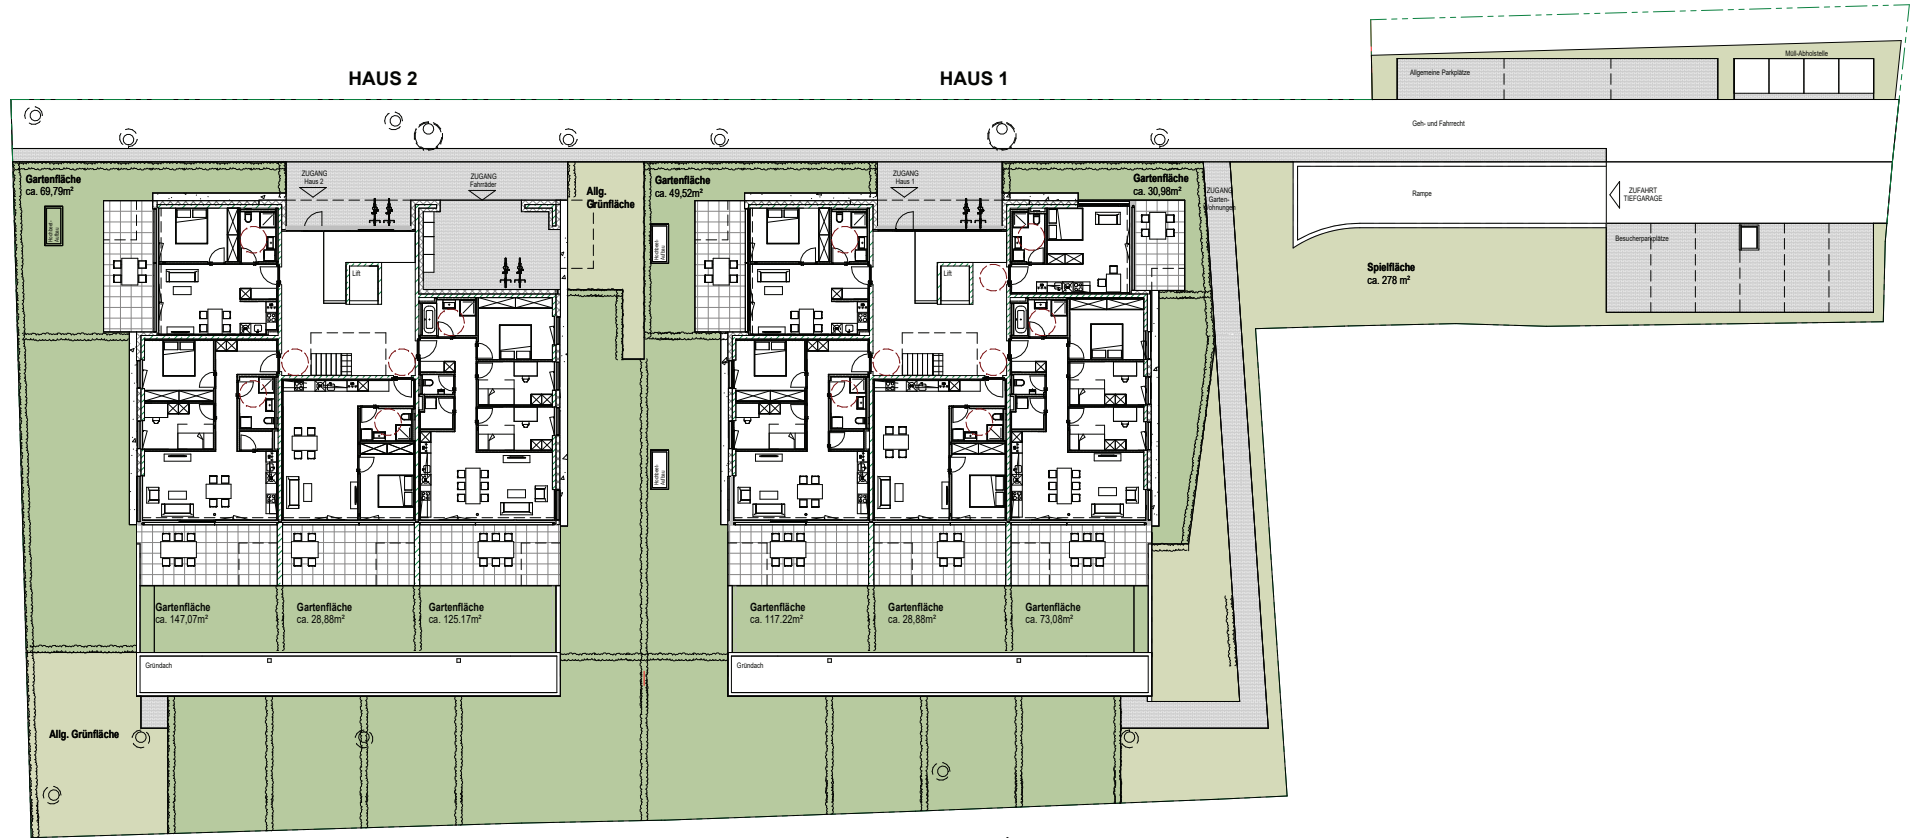 HAUS 2
HAUS 1
Müll-Abholstelle
Allgemeine Parkplätze
Geh- und Fahrrecht
Gartenfläche
ca. 69,79m²
ZUGANG
Haus 2
ZUGANG
Fahrräder
Allg.
Grünfläche
Gartenfläche
ca. 49,52m²
ZUGANG
Haus 1
Gartenfläche
ca. 30,98m²
ZUGANG
Garten-
Wohnungen
Rampe
ZUFAHRT
TIEFGARAGE
Besucherparkplätze
Spielfläche
ca. 278 m²
Lift
Lift
Gartenfläche
ca. 147,07m²
Gartenfläche
ca. 28,88m²
Gartenfläche
ca. 125.17m²
Gartenfläche
ca. 117.22m²
Gartenfläche
ca. 28,88m²
Gartenfläche
ca. 73,08m²
Gründach
Gründach
Allg. Grünfläche